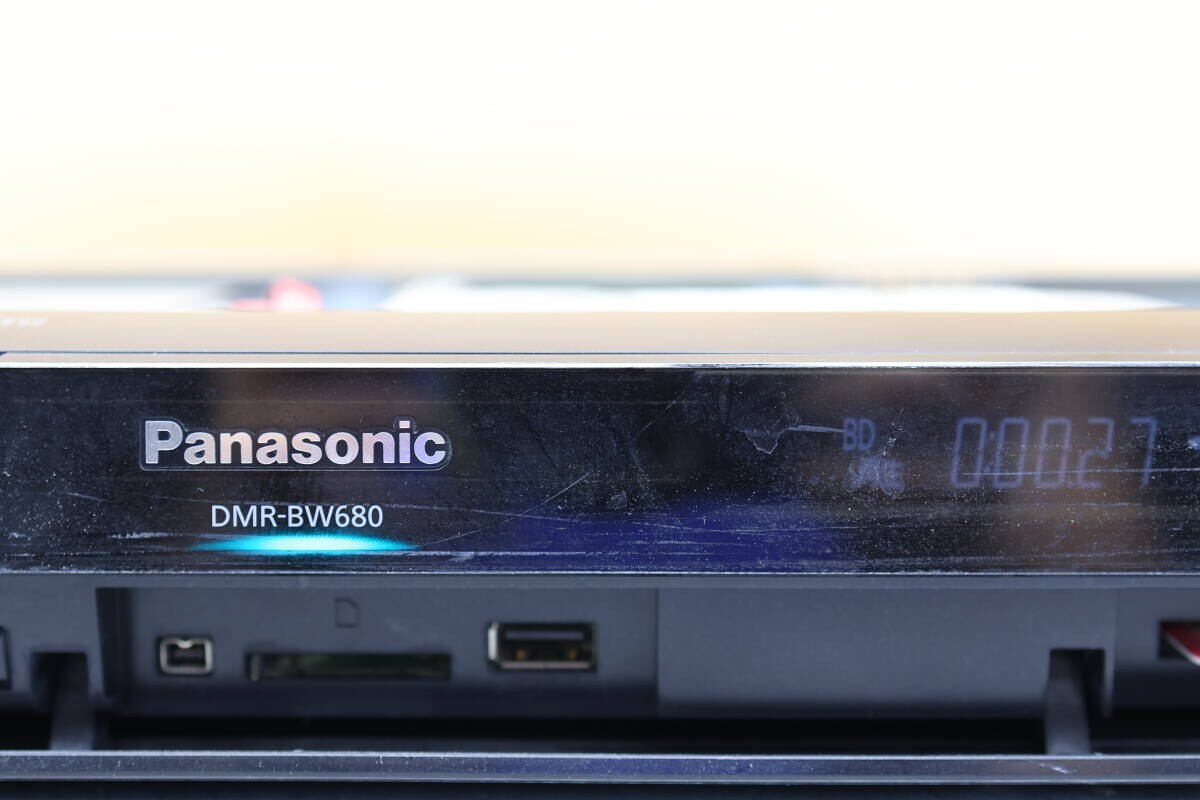 Panasonic
DMR-BW680
BD
0:00.27